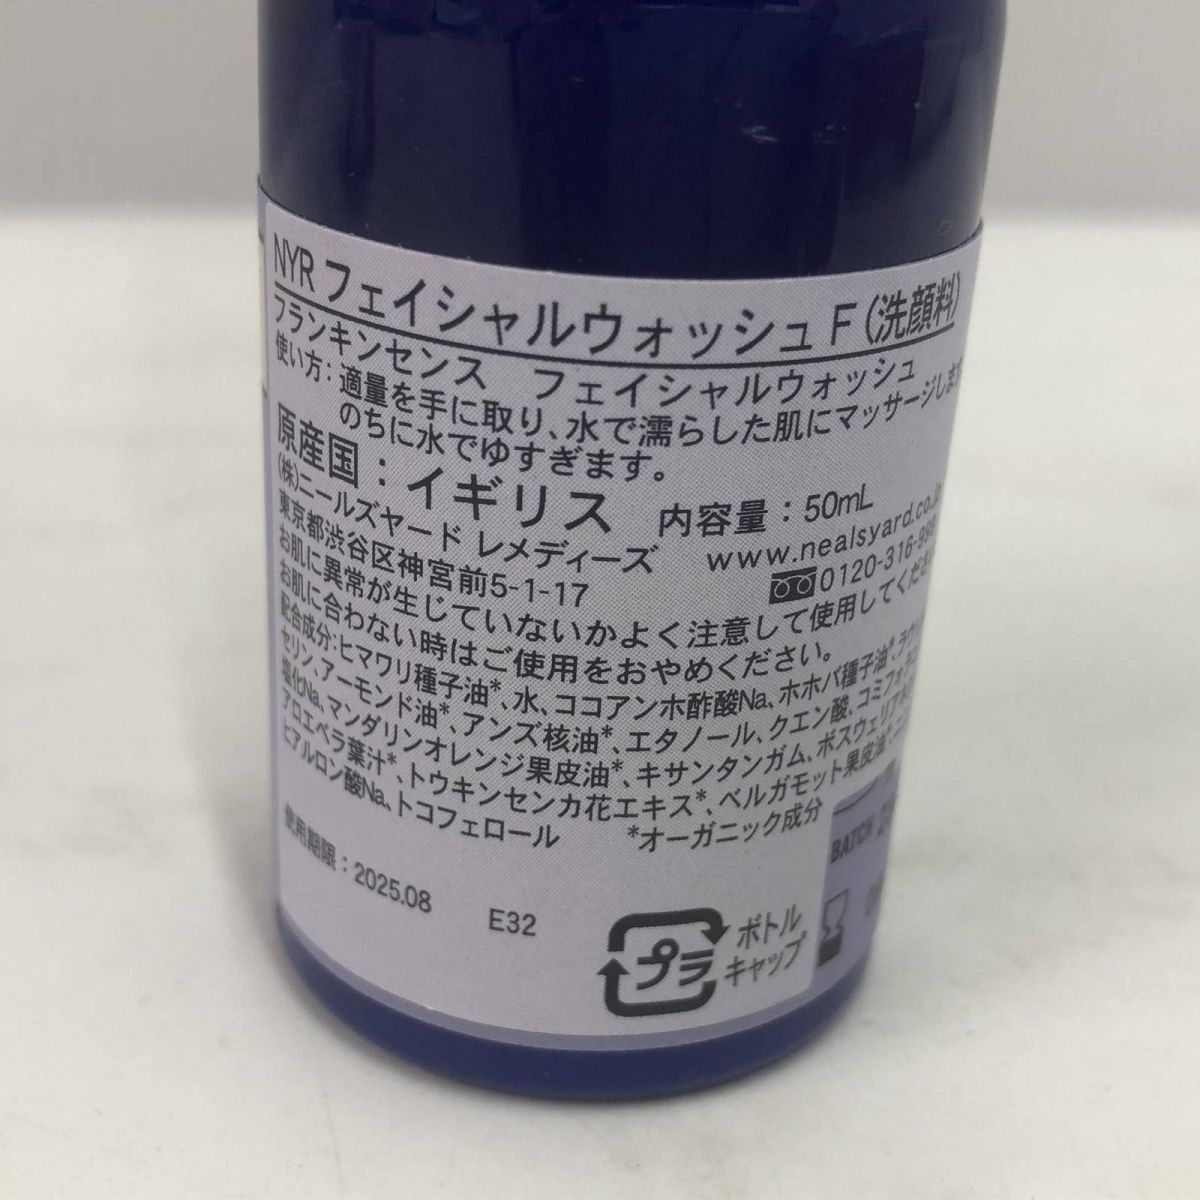 NYR フェイシャルウォッシュ F (洗顔料)
フランキンセンス フェイシャルウォッシュ
使い方: 適量を手に取り、水で濡らした肌にマッサージします
のちに水でゆすぎます。
原産国:イギリス 内容量:50mL
(株)ニールズヤード レメディーズ www.nealsyard.co.j
東京都渋谷区神宮前5-1-17 0120-316-999
お肌に異常が生じていないかよく注意して使用してください
お肌に合わない時はご使用をおやめください。
配合成分:ヒマワリ種子油*、水、ココアンホ酢酸Na、ホホバ種子油*、ラウ
セリン、アーモンド油*、アンズ核油*、エタノール、クエン酸、コミフォラ
塩化Na、マンダリンオレンジ果皮油*、キサンタンガム、ボスウェリア
アロエベラ葉汁*、トウキンセンカ花エキス*、ベルガモット果皮油*、
ヒアルロン酸Na、トコフェロール *オーガニック成分
使用期限:2025.08 E32
BATCH
プラ
ボトル
キャップ